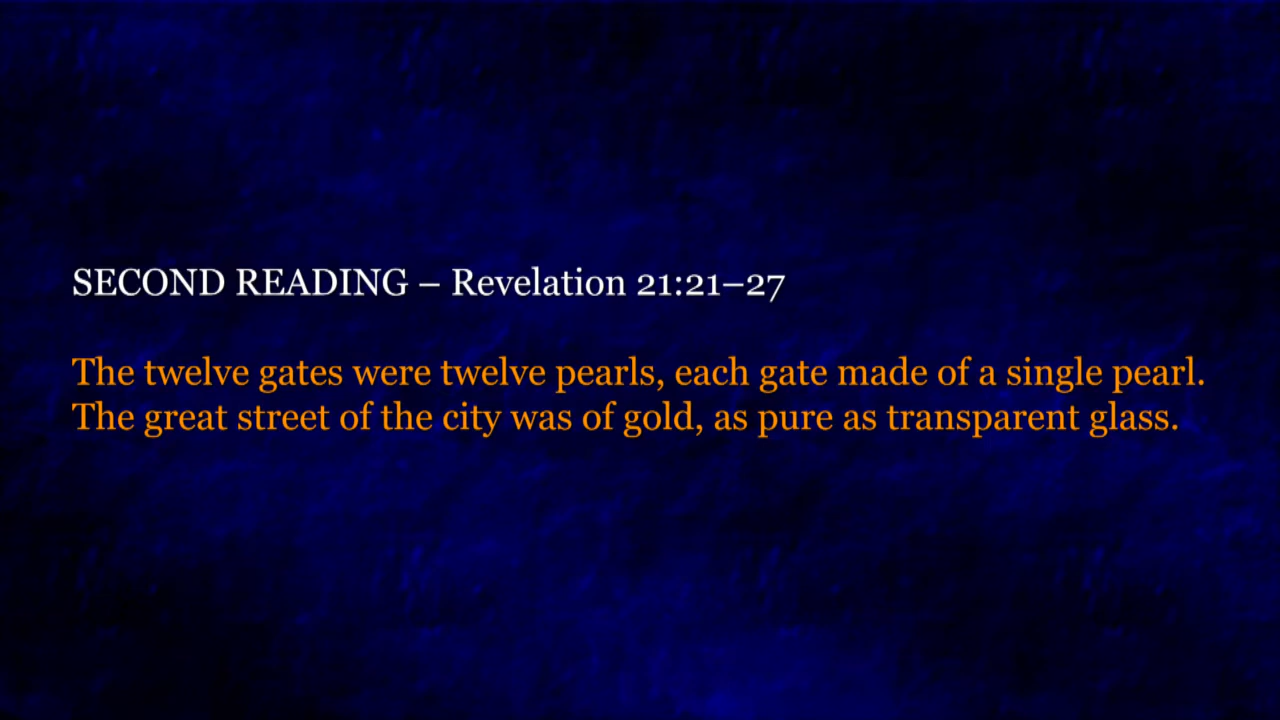 SECOND READING – Revelation 21:21–27
The twelve gates were twelve pearls, each gate made of a single pearl.
The great street of the city was of gold, as pure as transparent glass.